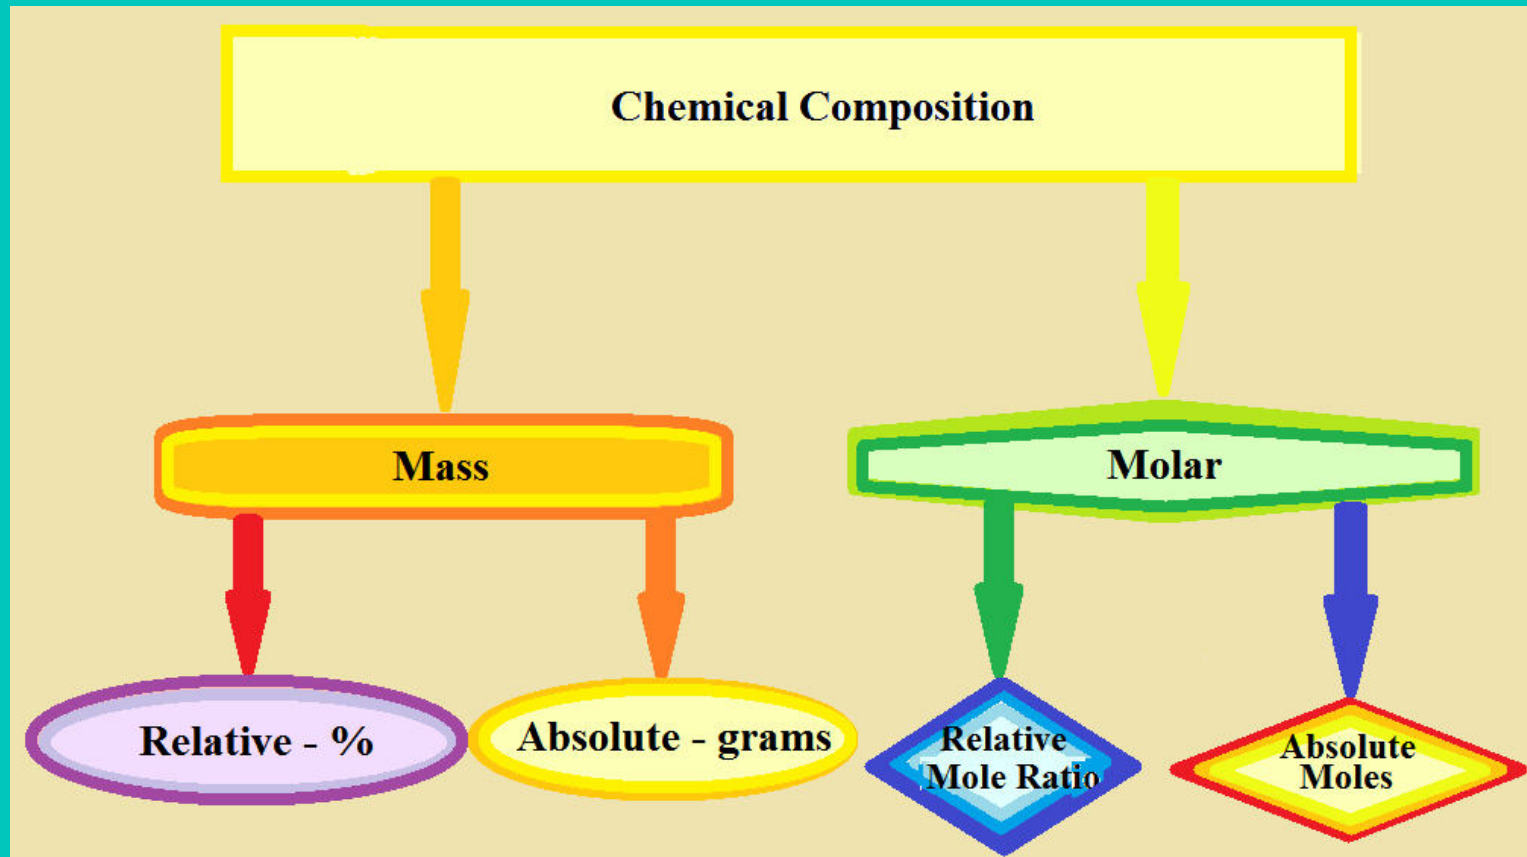 Chemical Composition
Mass
Molar
Relative - %
Absolute - grams
Relative
Mole Ratio
Absolute
Moles